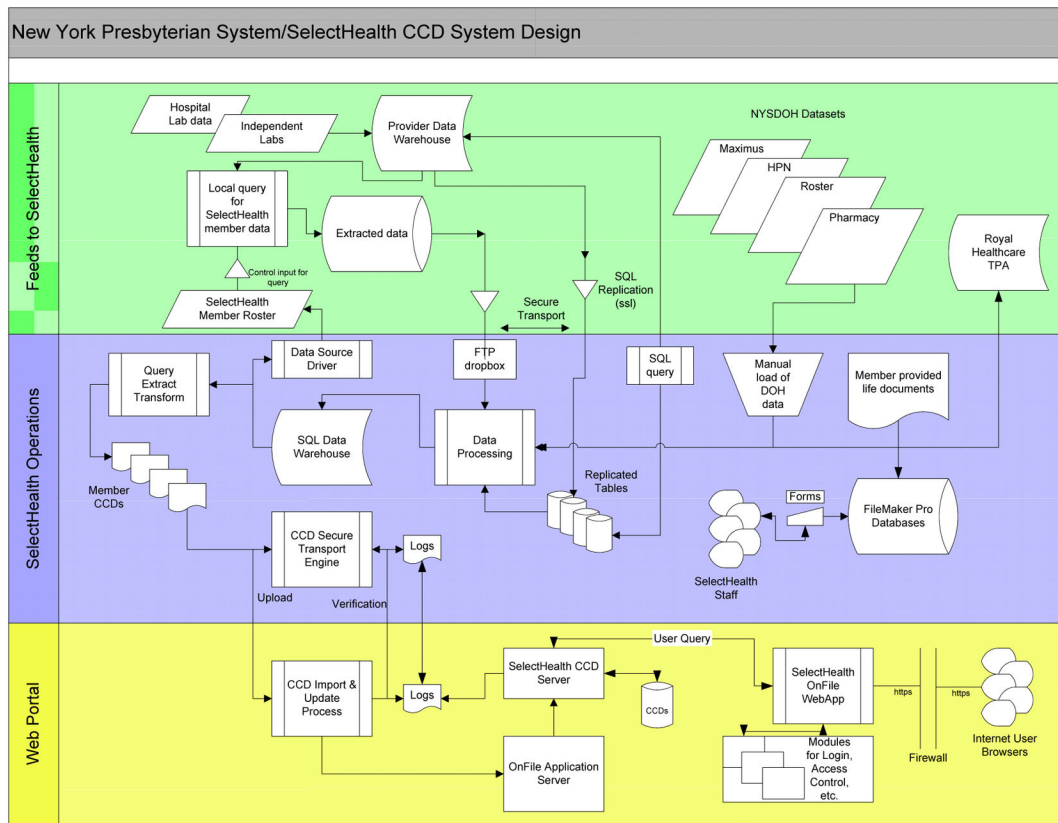 New York Presbyterian System/SelectHealth CCD System Design
Feeds to SelectHealth
Hospital
Lab data
Independent
Labs
Provider Data
Warehouse
NYSDOH Datasets
Maximus
HPN
Roster
Pharmacy
Local query
for
SelectHealth
member data
Extracted data
Royal
Healthcare
TPA
Control input for
query
SelectHealth
Member Roster
Secure
Transport
SQL
Replication
(ssl)
SelectHealth Operations
Query
Extract
Transform
Data Source
Driver
FTP
dropbox
SQL
query
Manual
load of
DOH
data
Member provided
life documents
SQL Data
Warehouse
Data
Processing
Member
CCDs
Replicated
Tables
Forms
FileMaker Pro
Databases
SelectHealth
Staff
CCD Secure
Transport
Engine
Logs
Upload
Verification
Web Portal
User Query
CCD Import &
Update
Process
Logs
SelectHealth CCD
Server
CCDs
SelectHealth
OnFile
WebApp
https
https
Firewall
Internet User
Browsers
OnFile Application
Server
Modules
for Login,
Access
Control,
etc.